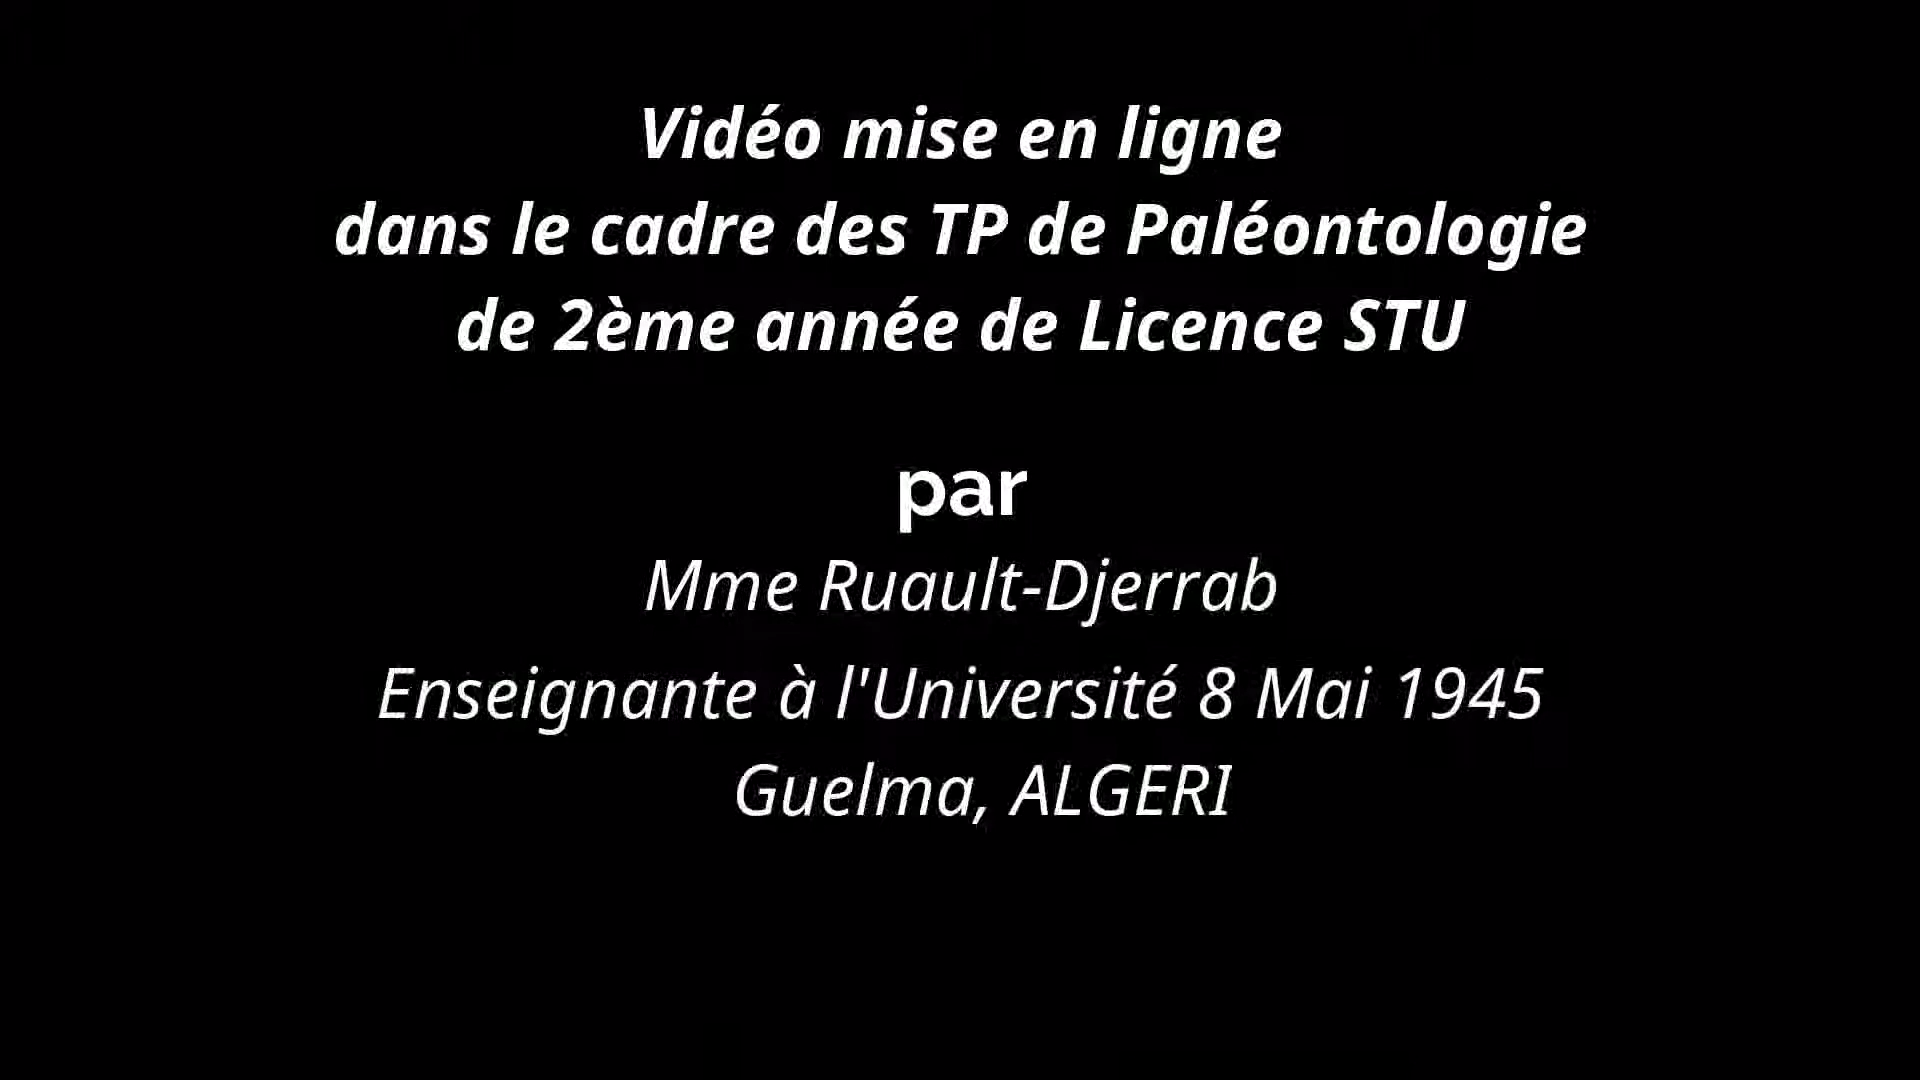 Vidéo mise en ligne
dans le cadre des TP de Paléontologie
de 2ème année de Licence STU
par
Mme Ruault-Djerrab
Enseignante à l'Université 8 Mai 1945
Guelma, ALGERI